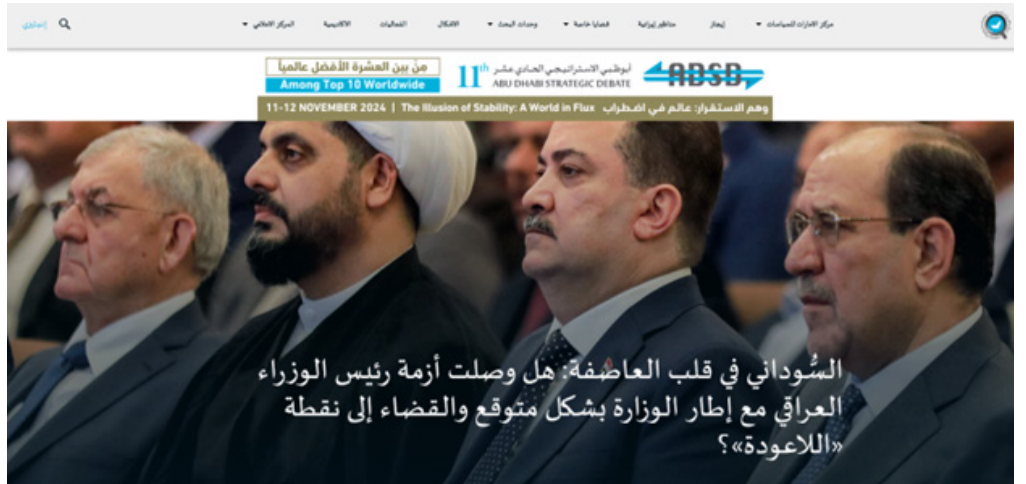 مركز الامارات للسياسات
إيجاز
مناظير إيرانية
قضايا خاصة
وحدات البحث
الافكال
الفعاليات
الاكاديمية
المركز الاعلامي
إنجليزي
ABSD
أبوظبي الاستراتيجي الحادي عشر
11th ABU DHABI STRATEGIC DEBATE
من بين العشرة الأفضل عالمياً
Among Top 10 Worldwide
وهم الاستقرار: عالم في اضطراب
11-12 NOVEMBER 2024 | The Illusion of Stability: A World in Flux
السُّوداني في قلب العاصفة: هل وصلت أزمة رئيس الوزراء
العراقي مع إطار الوزارة بشكل متوقع والقضاء إلى نقطة
«اللاعودة»؟